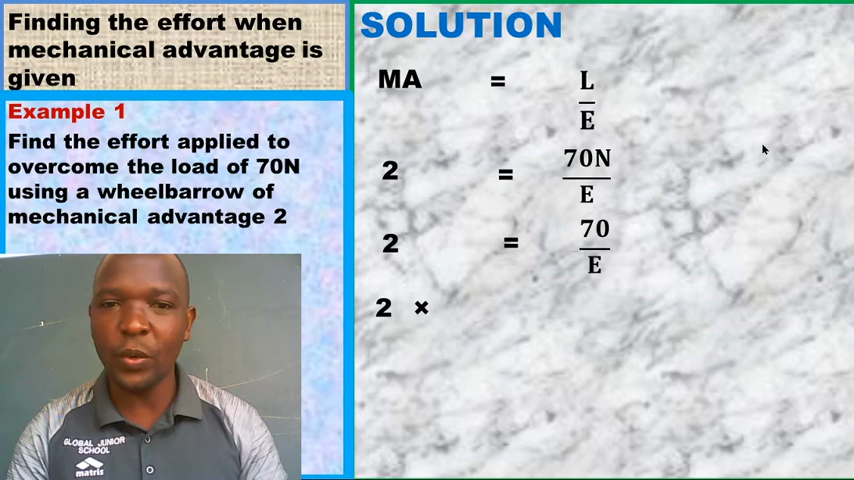 Finding the effort when
mechanical advantage is
given
Example 1
Find the effort applied to
overcome the load of 70N
using a wheelbarrow of
mechanical advantage 2
GLOBAL JUNIOR
SCHOOL
matris
SOLUTION
MA = L
E
2 = 70N
E
2 = 70
E
2 ×